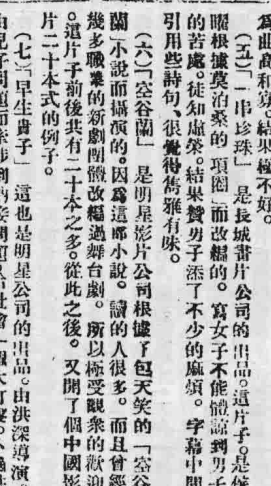 爲曲高和寡。結果極不好。
（五）「一串珍珠」　是長城畫片公司的出品。這片子。是
曜根據莫泊桑的「項圈」而改編的。寫女子不能體諒到男子
的苦處。徒知虛榮。結果贊男子添了不少的麻煩。字幕中間
引用些詩句、很覺得雋雅有味。
（六）「空谷蘭」　是明星影片公司根據了包天笑的「空谷
蘭」小說而攝演的。因爲這部小說。讀的人很多。而且曾經
幾多職業的新劇團體改編過舞台劇。所以極受觀衆的歡迎
。這片子前後共有二十本之多。從此之後。又開了個中國影
片二十本式的例子。
（七）「早生貴子」　這也是明星公司的出品。由洪深導演